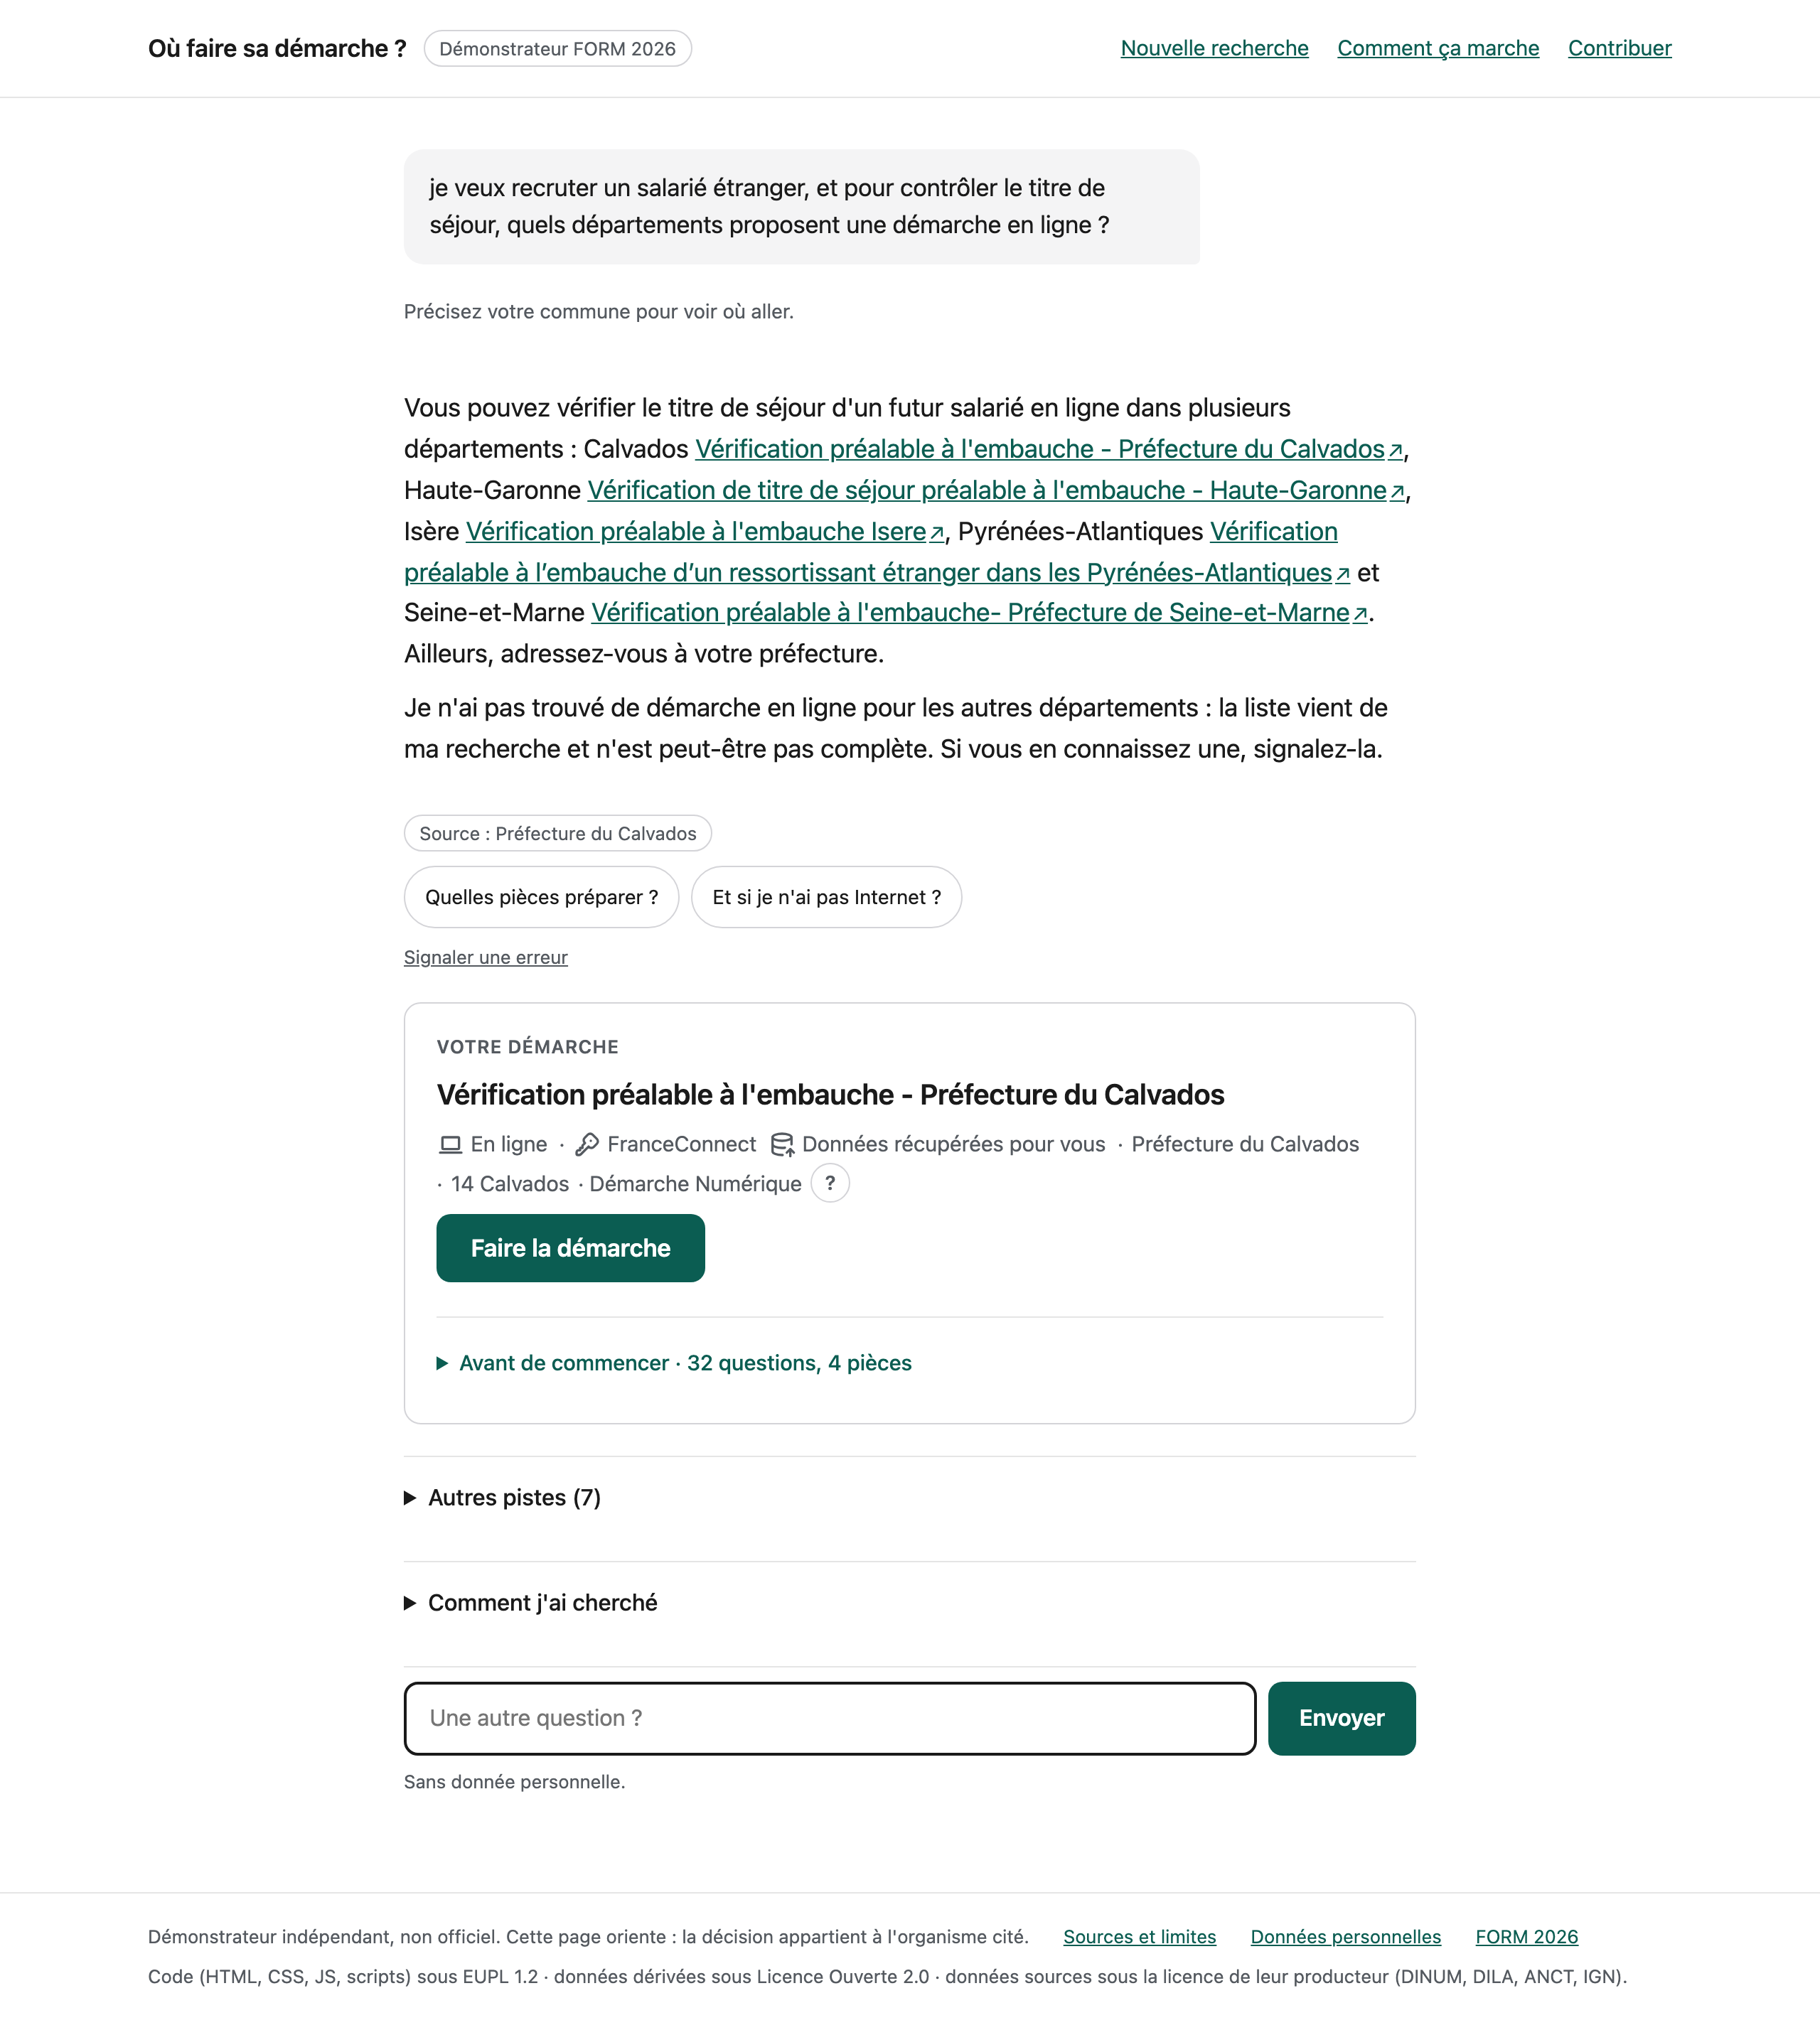 Où faire sa démarche ?
Démonstrateur FORM 2026
Nouvelle recherche
Comment ça marche
Contribuer
je veux recruter un salarié étranger, et pour contrôler le titre de
séjour, quels départements proposent une démarche en ligne ?
Précisez votre commune pour voir où aller.
Vous pouvez vérifier le titre de séjour d'un futur salarié en ligne dans plusieurs
départements : Calvados Vérification préalable à l'embauche - Préfecture du Calvados↗,
Haute-Garonne Vérification de titre de séjour préalable à l'embauche - Haute-Garonne↗,
Isère Vérification préalable à l'embauche Isere↗, Pyrénées-Atlantiques Vérification
préalable à l’embauche d’un ressortissant étranger dans les Pyrénées-Atlantiques↗ et
Seine-et-Marne Vérification préalable à l'embauche- Préfecture de Seine-et-Marne↗.
Ailleurs, adressez-vous à votre préfecture.
Je n'ai pas trouvé de démarche en ligne pour les autres départements : la liste vient de
ma recherche et n'est peut-être pas complète. Si vous en connaissez une, signalez-la.
Source : Préfecture du Calvados
Quelles pièces préparer ?
Et si je n'ai pas Internet ?
Signaler une erreur
VOTRE DÉMARCHE
Vérification préalable à l'embauche - Préfecture du Calvados
En ligne · FranceConnect Données récupérées pour vous · Préfecture du Calvados
· 14 Calvados · Démarche Numérique ?
Faire la démarche
▶ Avant de commencer · 32 questions, 4 pièces
▶ Autres pistes (7)
▶ Comment j'ai cherché
Une autre question ?
Envoyer
Sans donnée personnelle.
Démonstrateur indépendant, non officiel. Cette page oriente : la décision appartient à l'organisme cité.
Sources et limites
Données personnelles
FORM 2026
Code (HTML, CSS, JS, scripts) sous EUPL 1.2 · données dérivées sous Licence Ouverte 2.0 · données sources sous la licence de leur producteur (DINUM, DILA, ANCT, IGN).